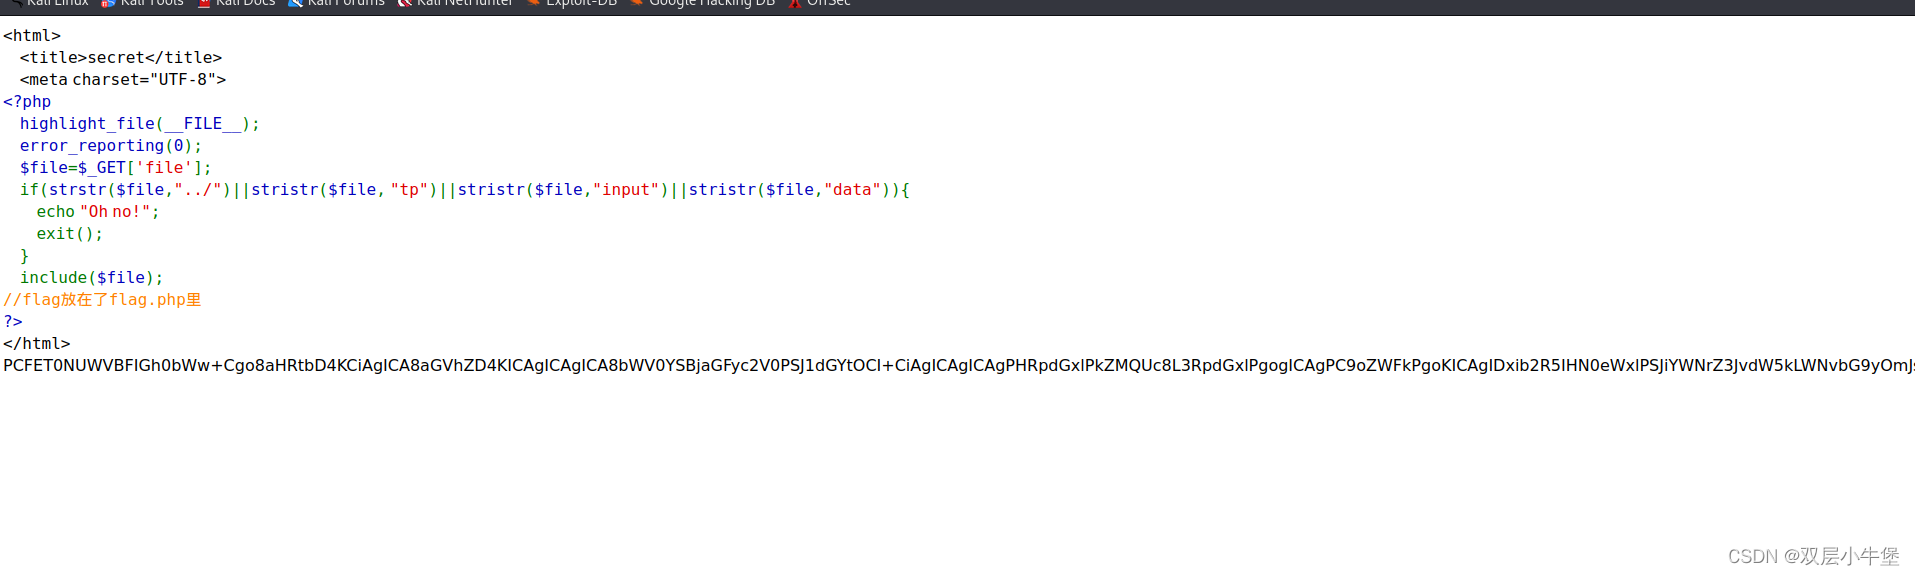 Kali Linux Kali Tools Kali Docs Kali Forums Kali NetHunter Exploit-DB Google Hacking DB OffSec
<html>
<title>secret</title>
<meta charset="UTF-8">
<?php
highlight_file(__FILE__);
error_reporting(0);
$file=$_GET['file'];
if(strstr($file,"../")||stristr($file, "tp")||stristr($file,"input")||stristr($file,"data")){
echo "Oh no!";
exit();
}
include($file);
//flag放在了flag.php里
?>
</html>
PCFET0NUWVBFIGh0bWw+Cgo8aHRtbD4KCiAgICA8aGVhZD4KICAgICAgICA8bWV0YSBjaGFyc2V0PSJ1dGYtOCI+CiAgICAgICAgPHRpdGxlPkZMQUc8L3RpdGxlPgogICAgPC9oZWFkPgoKICAgIDxib2R5IHN0eWxlPSJiYWNrZ3JvdW5kLWNvbG9yOmJs
CSDN @双层小牛堡